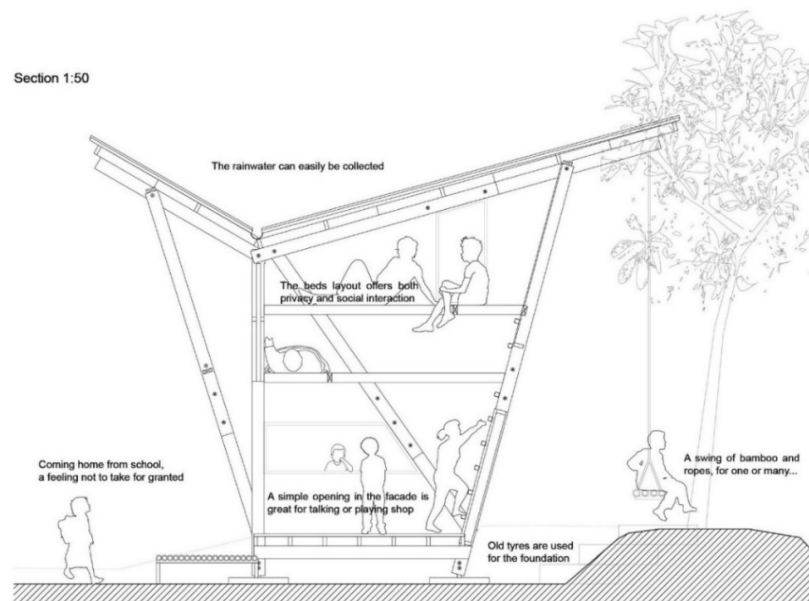 Section 1:50
The rainwater can easily be collected
The beds layout offers both
privacy and social interaction
Coming home from school,
a feeling not to take for granted
A simple opening in the facade is
great for talking or playing shop
A swing of bamboo and
ropes, for one or many...
Old tyres are used
for the foundation